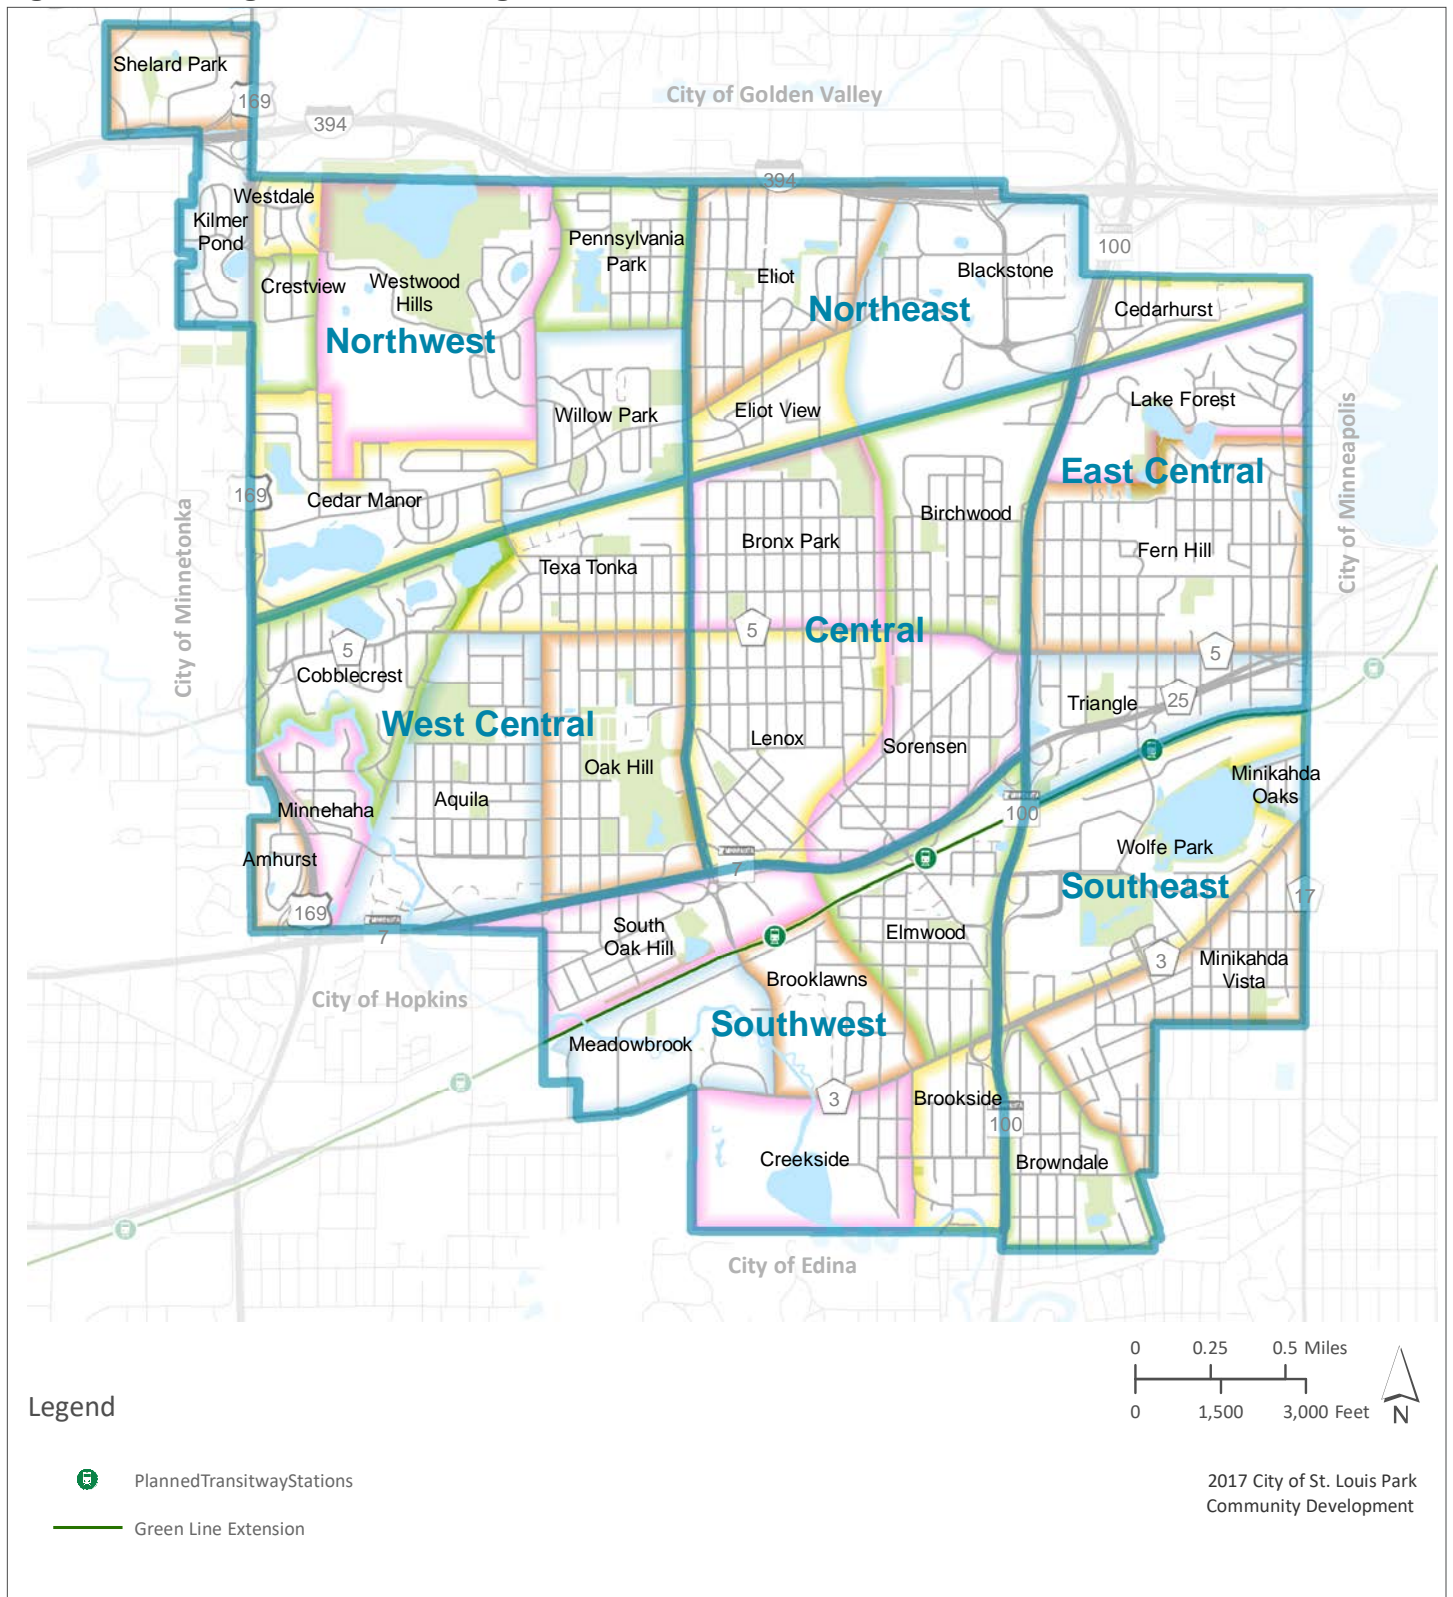 Shelard Park
169
394
City of Golden Valley
394
100
Westdale
Kilmer
Pond
Crestview
Westwood
Hills
Pennsylvania
Park
Eliot
Blackstone
Cedarhurst
Northwest
Northeast
Willow Park
Eliot View
Lake Forest
East Central
City of Minneapolis
169
Cedar Manor
Texa Tonka
Bronx Park
Birchwood
Fern Hill
City of Minnetonka
5
Cobblecrest
5
Central
5
Triangle
25
West Central
Oak Hill
Lenox
Sorensen
Minnehaha
Aquila
Minikahda
Oaks
100
Amhurst
Wolfe Park
7
Southeast
17
169
7
South
Oak Hill
Elmwood
3
Minikahda
Vista
City of Hopkins
Brooklawns
Southwest
Meadowbrook
3
Brookside
100
Creekside
Browndale
City of Edina
0 0.25 0.5 Miles
0 1,500 3,000 Feet
N
Legend
PlannedTransitwayStations
Green Line Extension
2017 City of St. Louis Park
Community Development